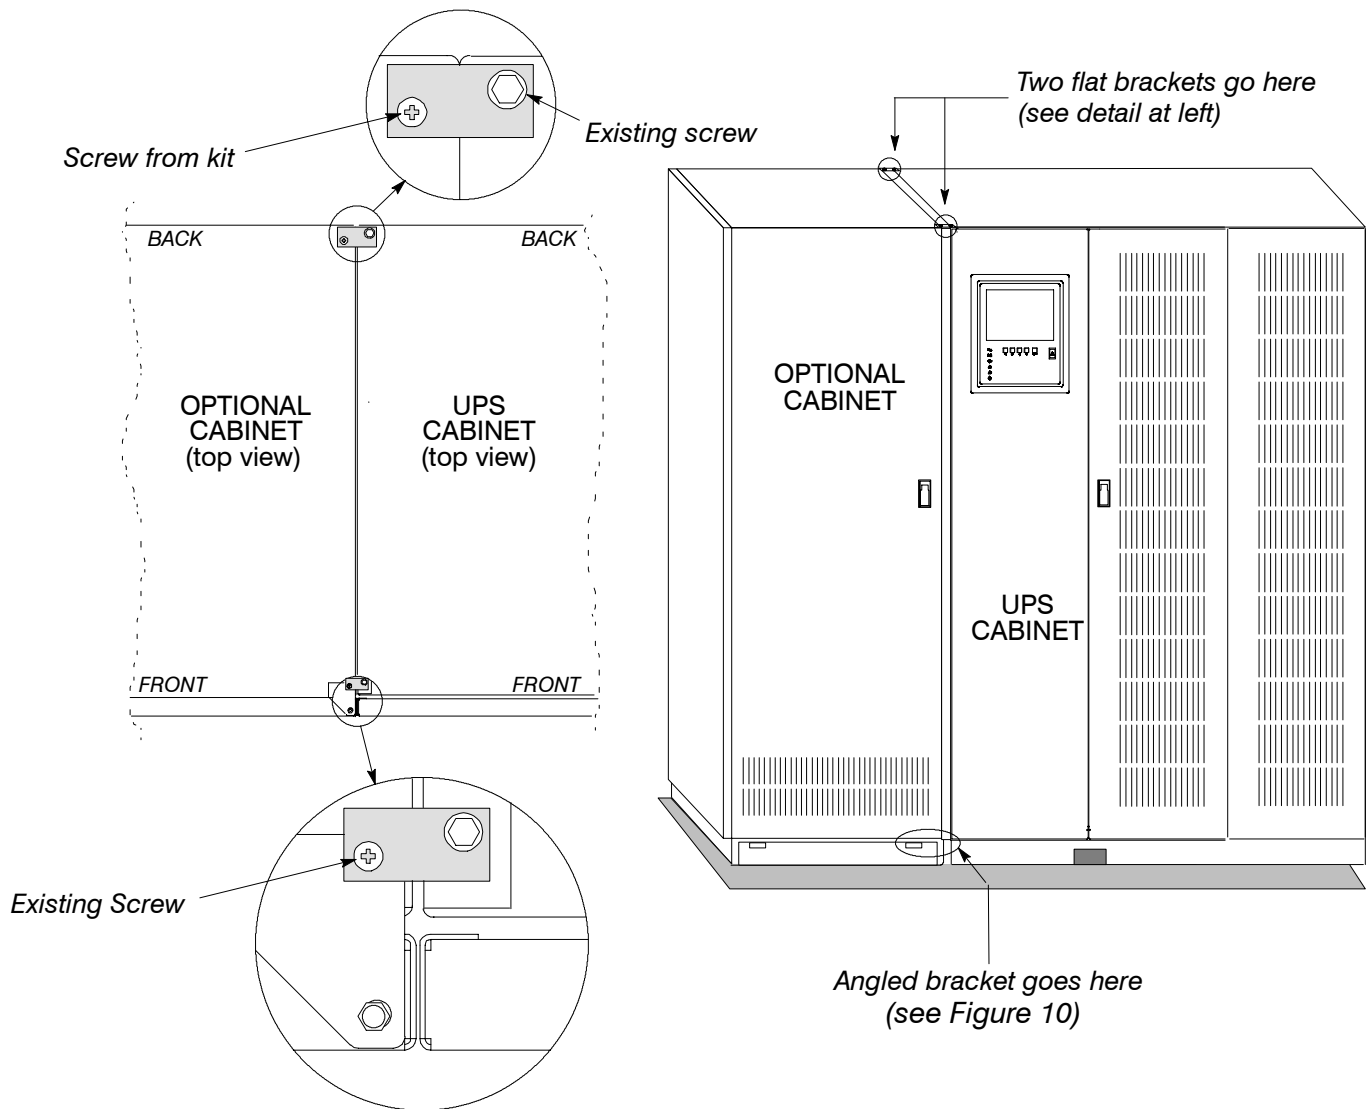 Two flat brackets go here
(see detail at left)
Existing screw
Screw from kit
BACK
BACK
OPTIONAL
CABINET
(top view)
UPS
CABINET
(top view)
FRONT
FRONT
Existing Screw
OPTIONAL
CABINET
UPS
CABINET
Angled bracket goes here
(see Figure 10)